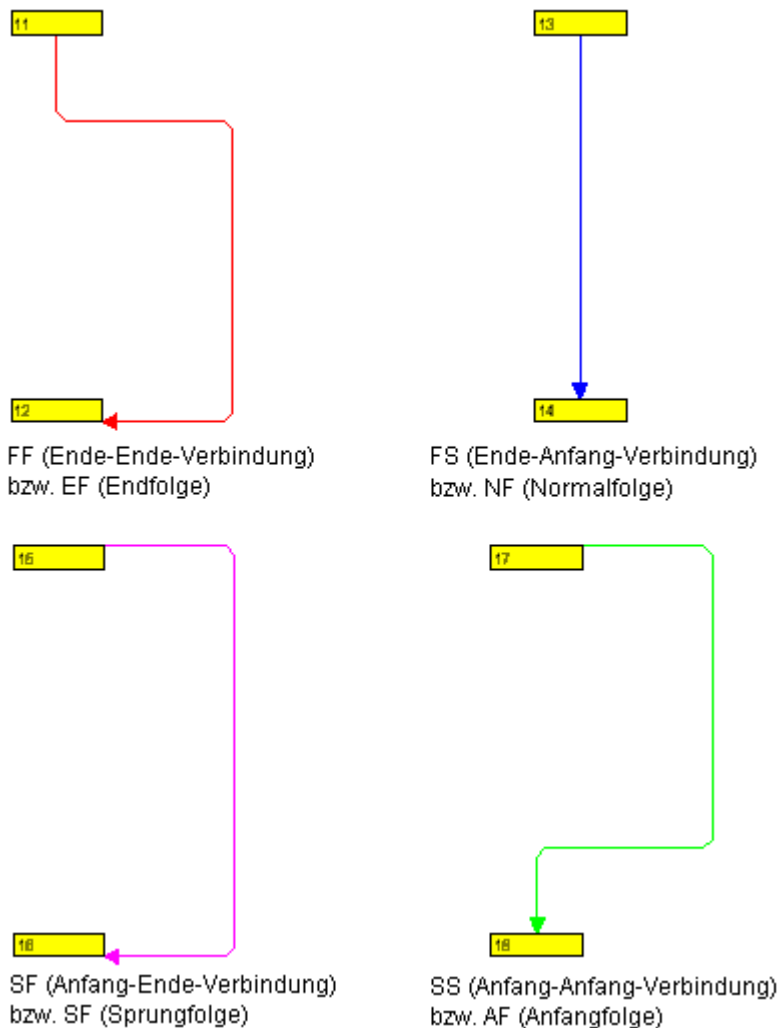 11
13
12
14
FF (Ende-Ende-Verbindung)
bzw. EF (Endfolge)
FS (Ende-Anfang-Verbindung)
bzw. NF (Normalfolge)
15
17
16
18
SF (Anfang-Ende-Verbindung)
bzw. SF (Sprungfolge)
SS (Anfang-Anfang-Verbindung)
bzw. AF (Anfangfolge)